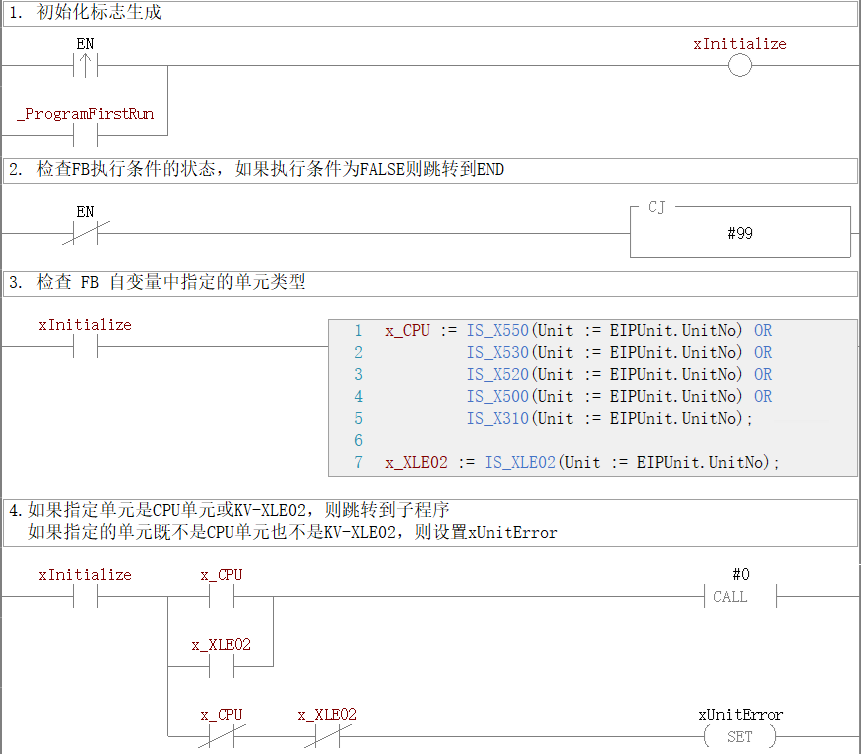 1. 初始化标志生成
EN
xInitialize
_ProgramFirstRun
2. 检查FB执行条件的状态，如果执行条件为FALSE则跳转到END
EN
CJ
#99
3. 检查 FB 自变量中指定的单元类型
xInitialize
1 x_CPU := IS_X550(Unit := EIPUnit.UnitNo) OR
2 IS_X530(Unit := EIPUnit.UnitNo) OR
3 IS_X520(Unit := EIPUnit.UnitNo) OR
4 IS_X500(Unit := EIPUnit.UnitNo) OR
5 IS_X310(Unit := EIPUnit.UnitNo);
6
7 x_XLE02 := IS_XLE02(Unit := EIPUnit.UnitNo);
4.如果指定单元是CPU单元或KV-XLE02，则跳转到子程序
如果指定的单元既不是CPU单元也不是KV-XLE02，则设置xUnitError
xInitialize x_CPU #0
CALL
x_XLE02
x_CPU x_XLE02 xUnitError
SET